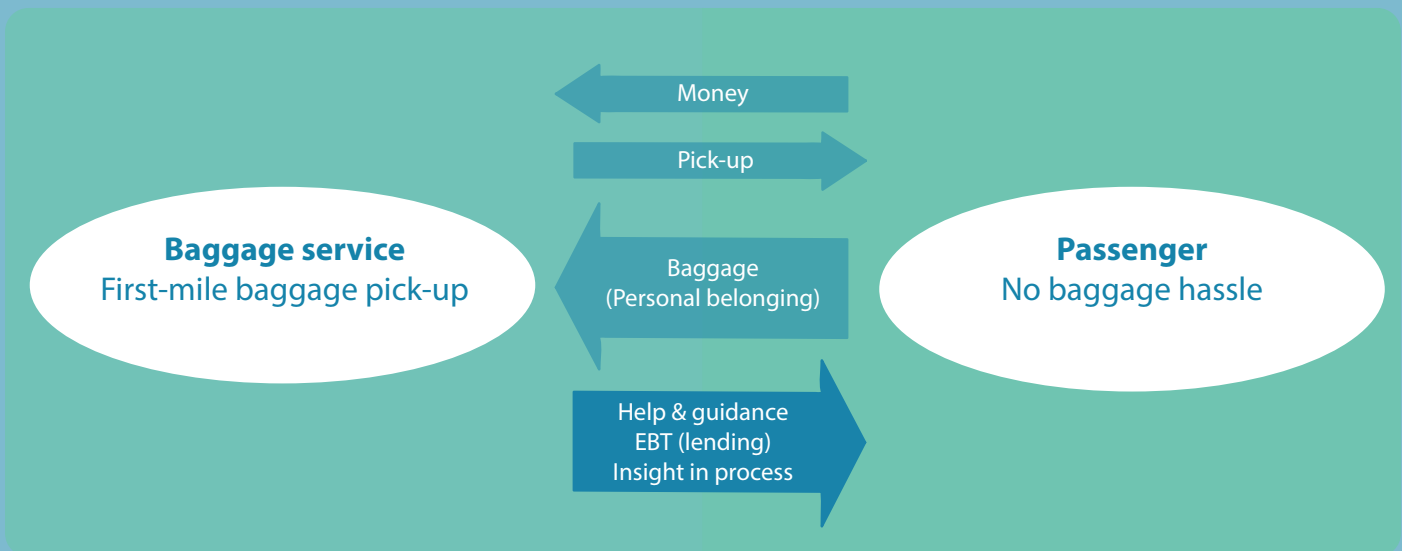 Money
Pick-up
Baggage service
First-mile baggage pick-up
Baggage
(Personal belonging)
Passenger
No baggage hassle
Help & guidance
EBT (lending)
Insight in process